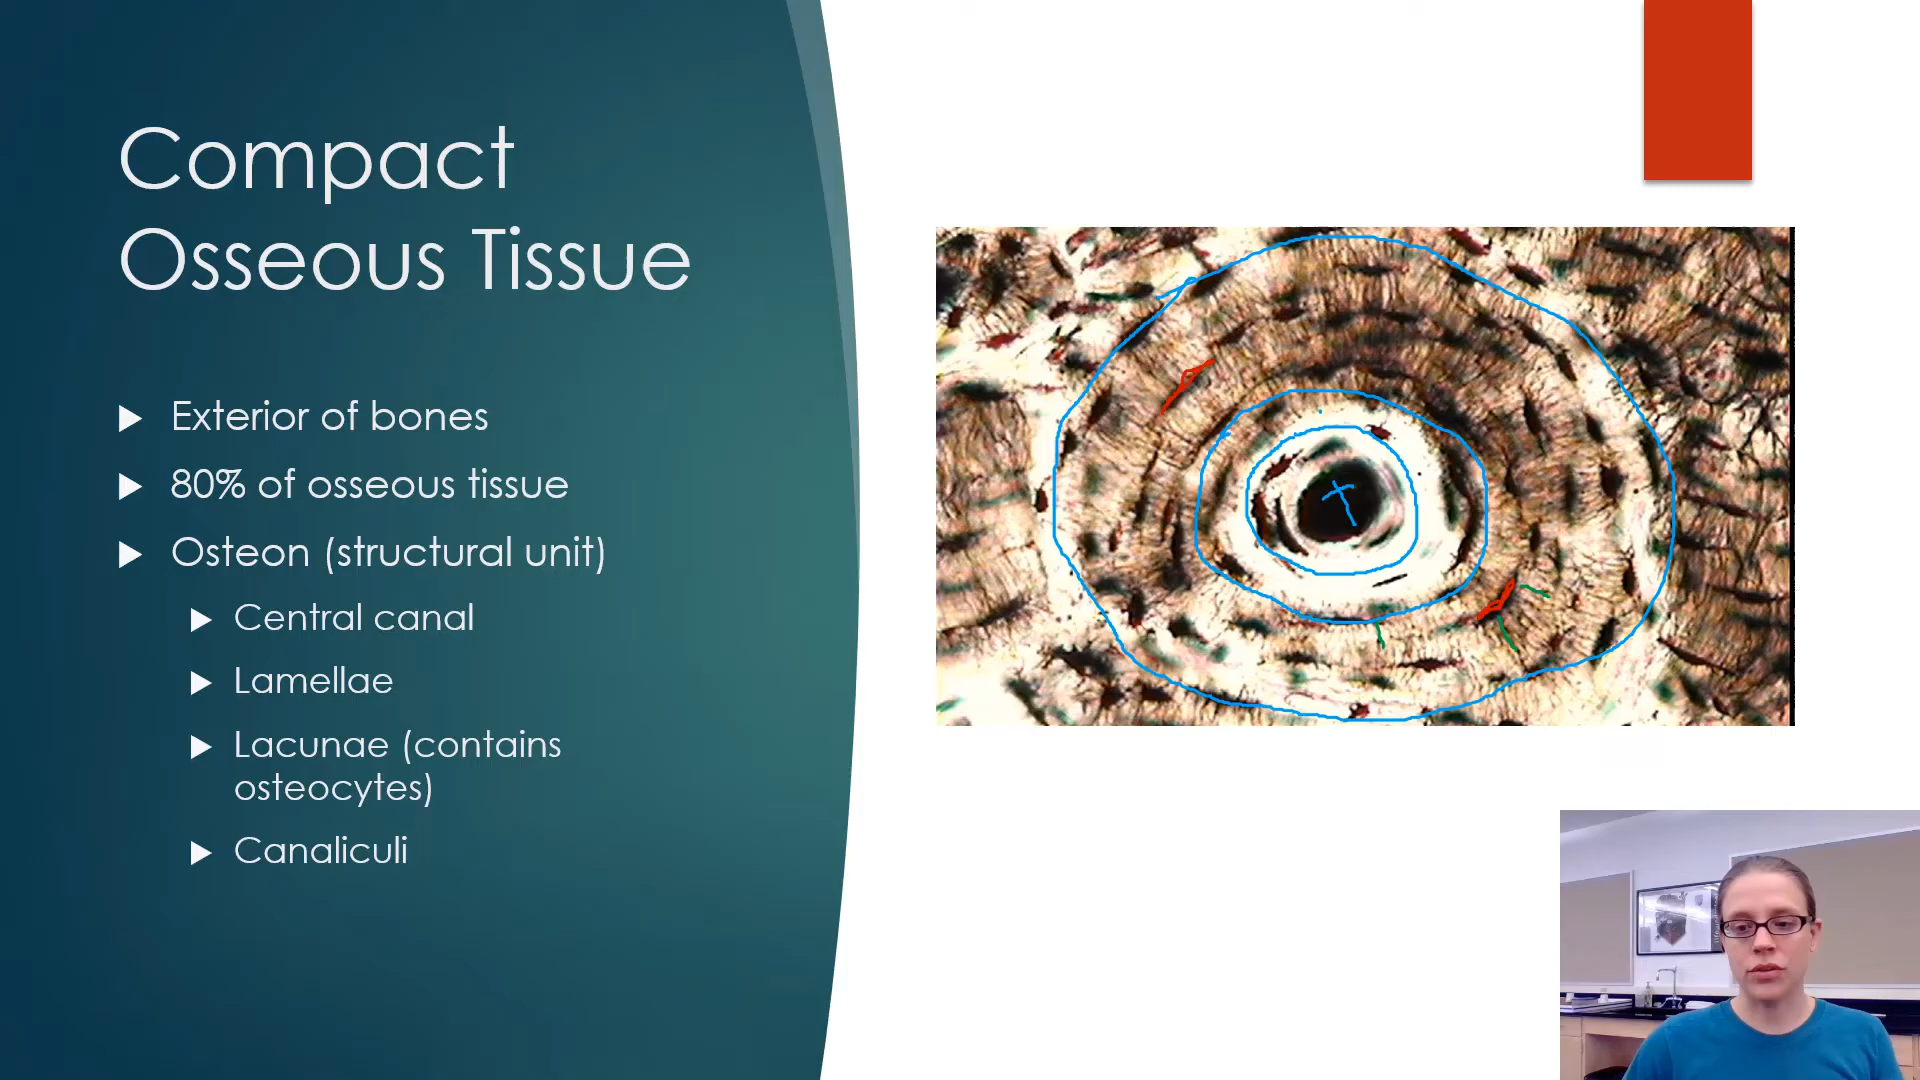 Compact
Osseous Tissue
Exterior of bones
80% of osseous tissue
Osteon (structural unit)
Central canal
Lamellae
Lacunae (contains
osteocytes)
Canaliculi